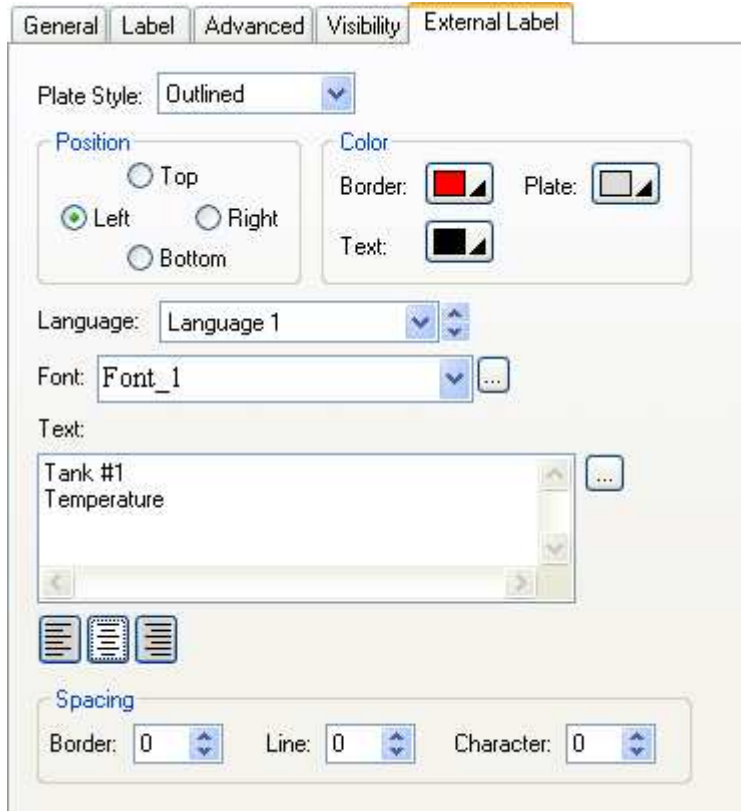 General Label Advanced Visibility External Label
Plate Style: Outlined
Position
Top
Left Right
Bottom
Color
Border: Plate:
Text:
Language: Language 1
Font: Font_1 ...
Text:
Tank #1
Temperature
...
Spacing
Border: 0 Line: 0 Character: 0